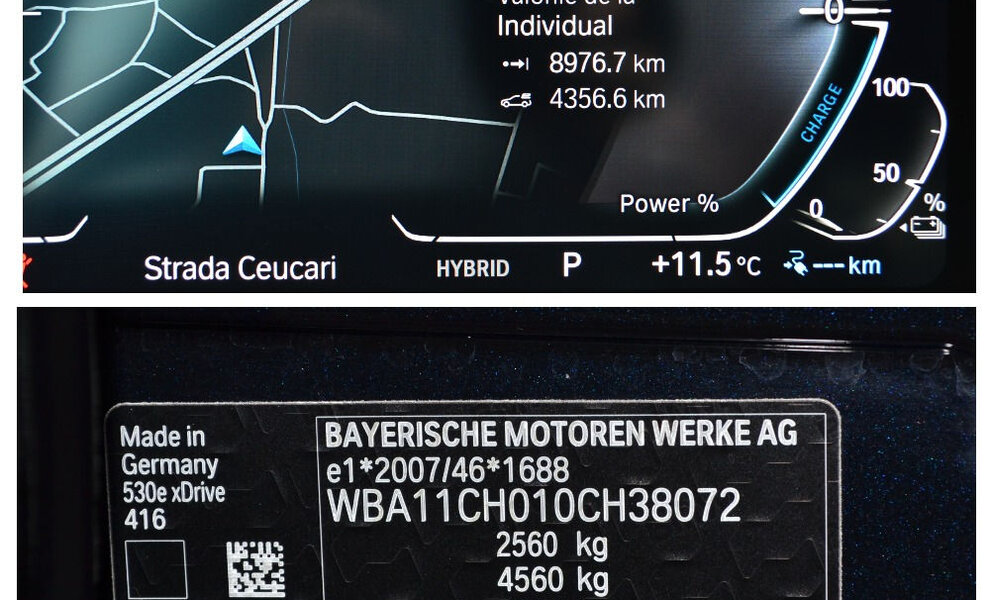 Individual
8976.7 km
4356.6 km
0
CHARGE
100
50
0
%
Power %
Strada Ceucari
HYBRID
P
+11.5 °C
---km
Made in
Germany
530e xDrive
416
BAYERISCHE MOTOREN WERKE AG
e1*2007/46*1688
WBA11CH010CH38072
2560 kg
4560 kg